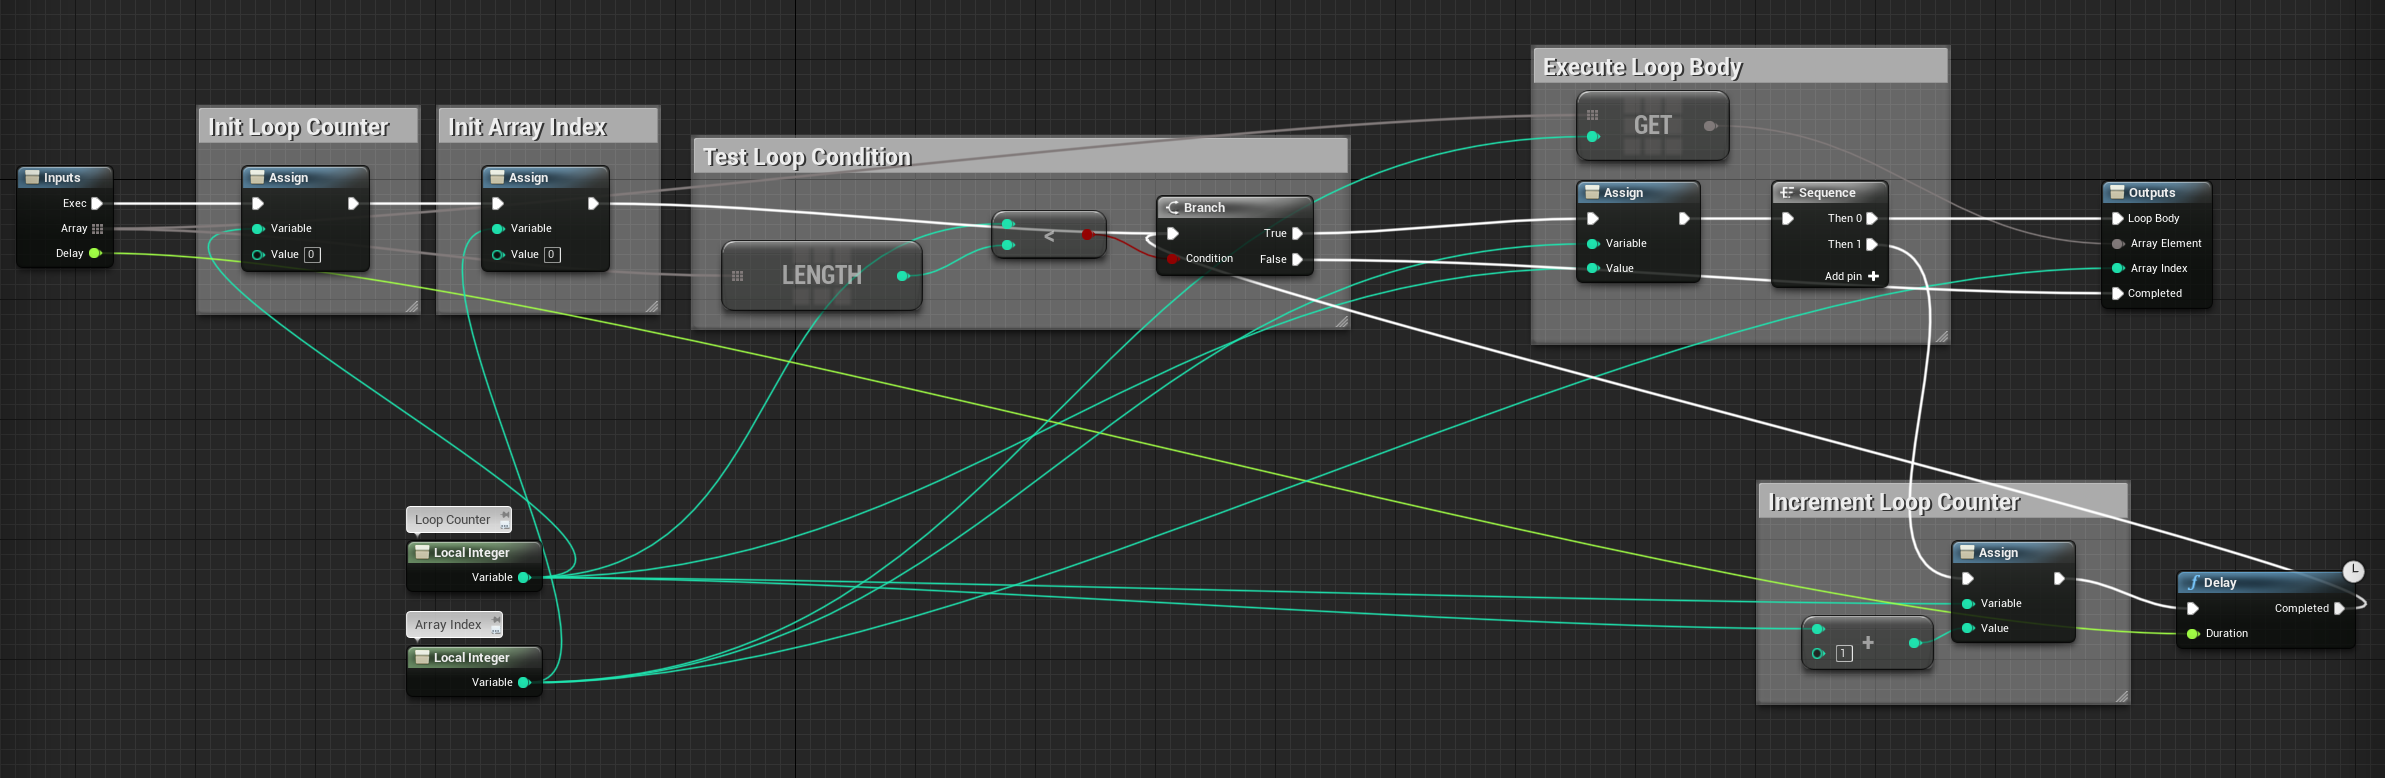 Execute Loop Body
Init Loop Counter
Init Array Index
Test Loop Condition
Inputs
Exec
Array
Delay
Assign
Variable
Value 0
Assign
Variable
Value 0
LENGTH
<
Branch
True
Condition
False
GET
Assign
Variable
Value
Sequence
Then 0
Then 1
Add pin +
Outputs
Loop Body
Array Element
Array Index
Completed
Loop Counter
Local Integer
Variable
Array Index
Local Integer
Variable
Increment Loop Counter
Assign
Variable
Value
+
1
f Delay
Completed
Duration